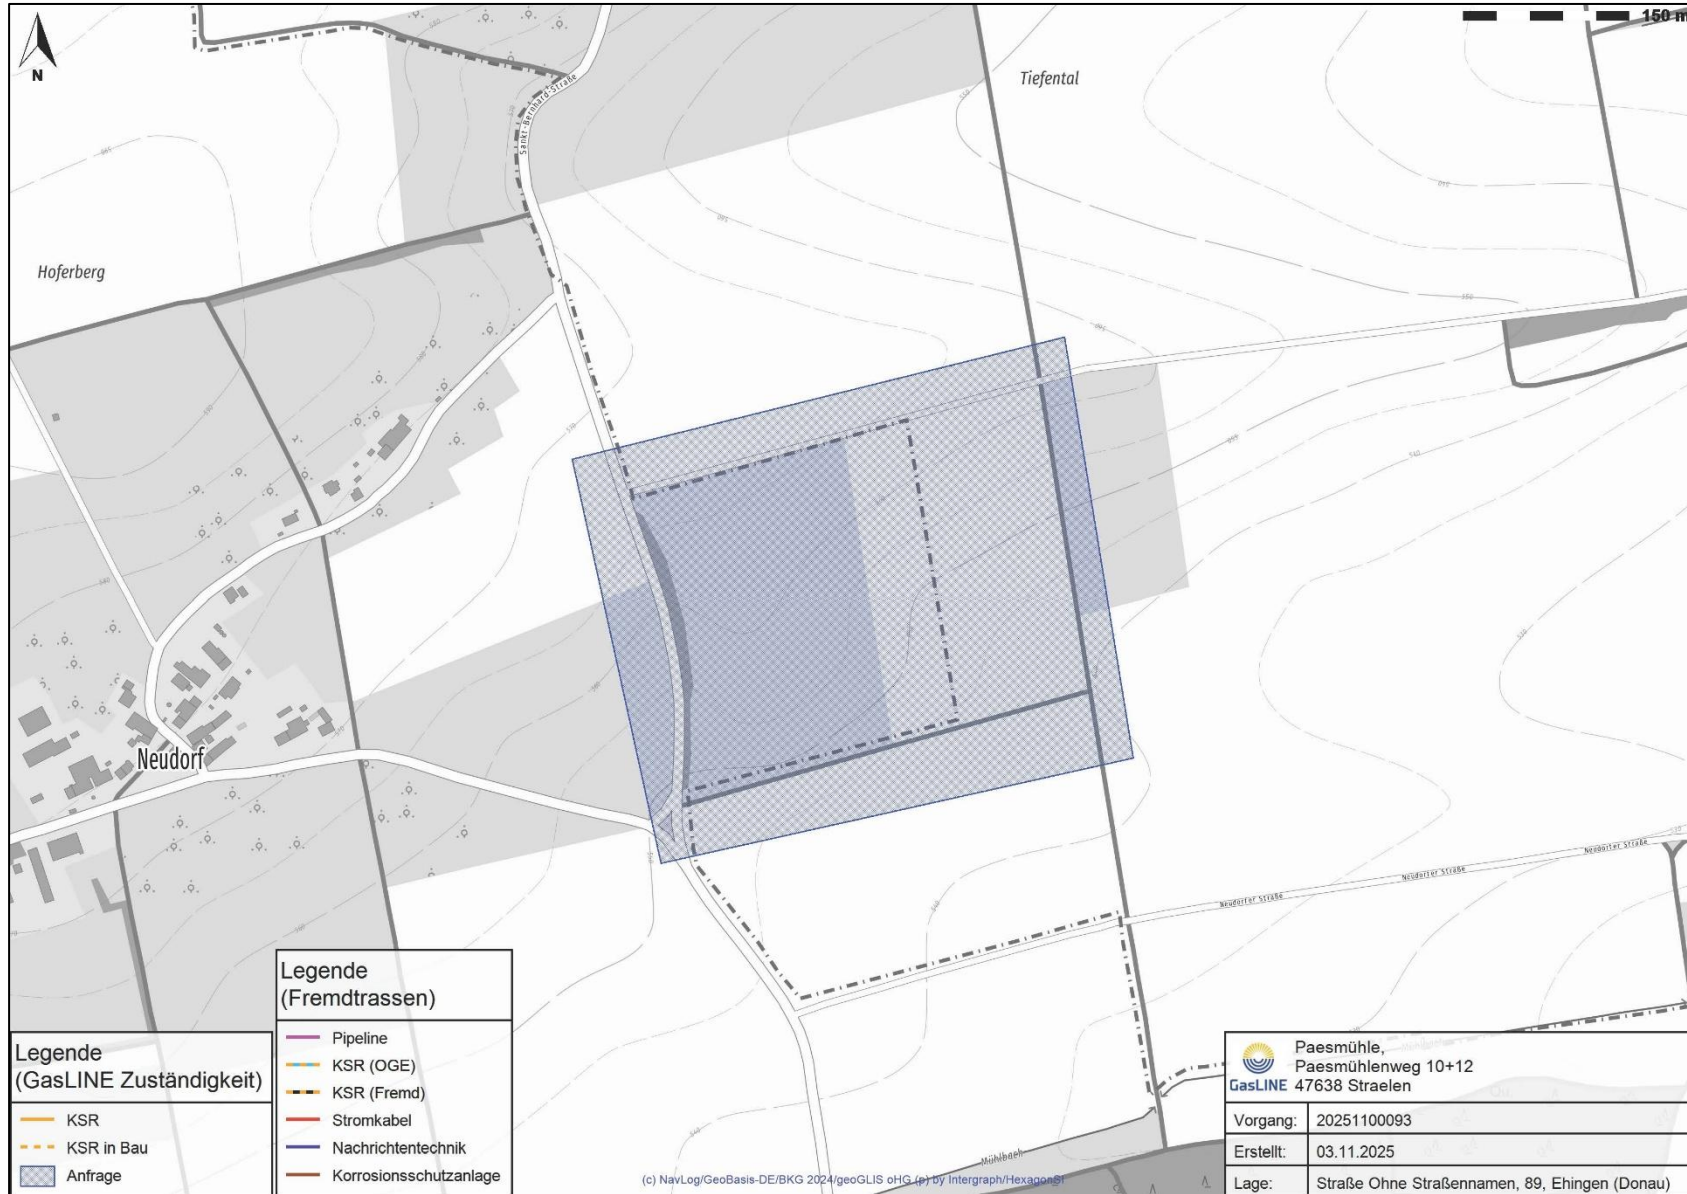 N
150 m
Tiefental
Sankt-Bernhard-Straße
Hoferberg
Neudorf
Neudorfer Straße
Neudorfer Straße
Neudorfer Straße
Mühlbach
Legende
(GasLINE Zuständigkeit)
KSR
KSR in Bau
Anfrage
Legende
(Fremdtrassen)
Pipeline
KSR (OGE)
KSR (Fremd)
Stromkabel
Nachrichtentechnik
Korrosionsschutzanlage
(c) NavLog/GeoBasis-DE/BKG 2024/geoGLIS oHG (p) by Intergraph/HexagonSI
GasLINE
Paesmühle,
Paesmühlenweg 10+12
47638 Straelen
Vorgang: 20251100093
Erstellt: 03.11.2025
Lage: Straße Ohne Straßennamen, 89, Ehingen (Donau)